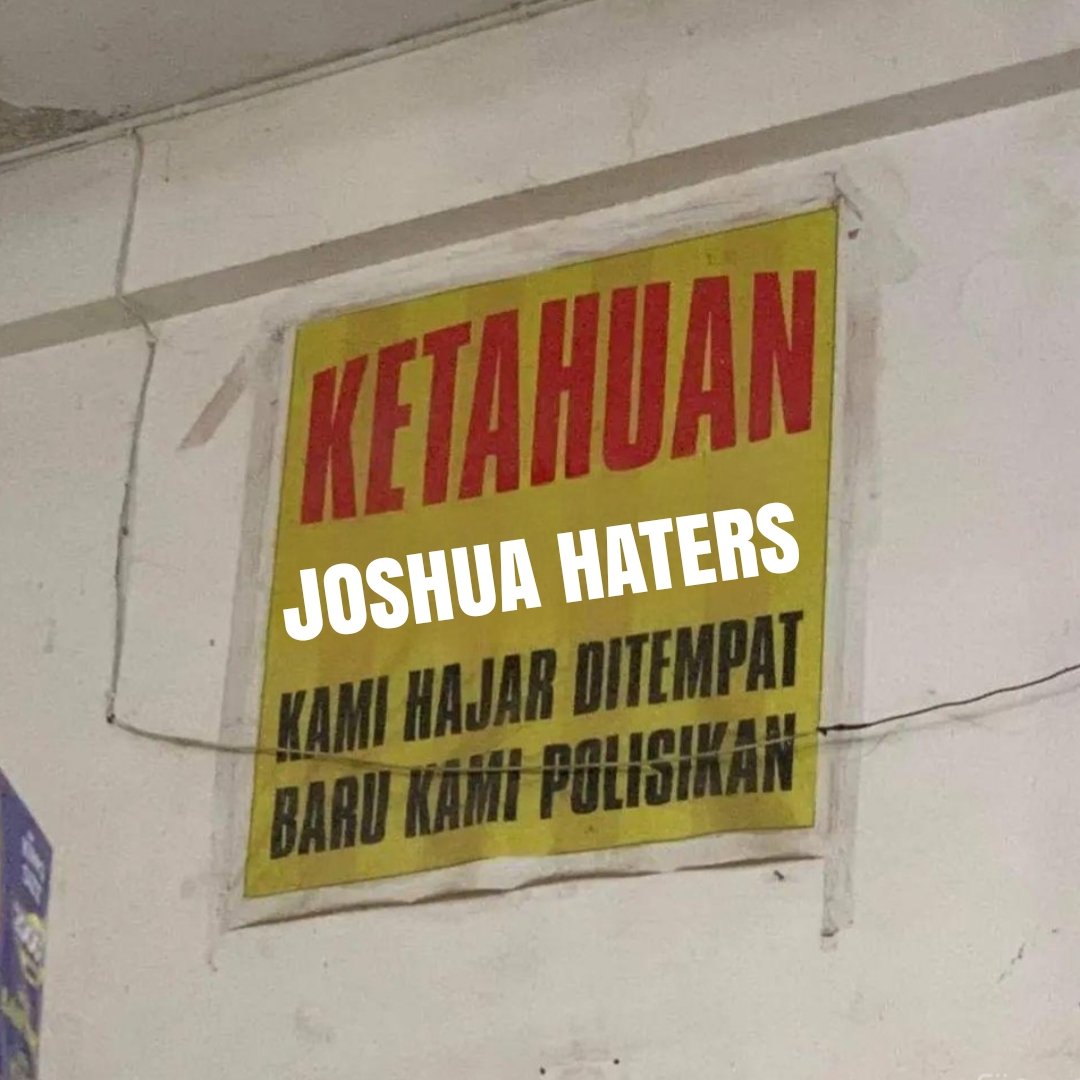 KETAHUAN
JOSHUA HATERS
KAMI HAJAR DITEMPAT
BARU KAMI POLISIKAN